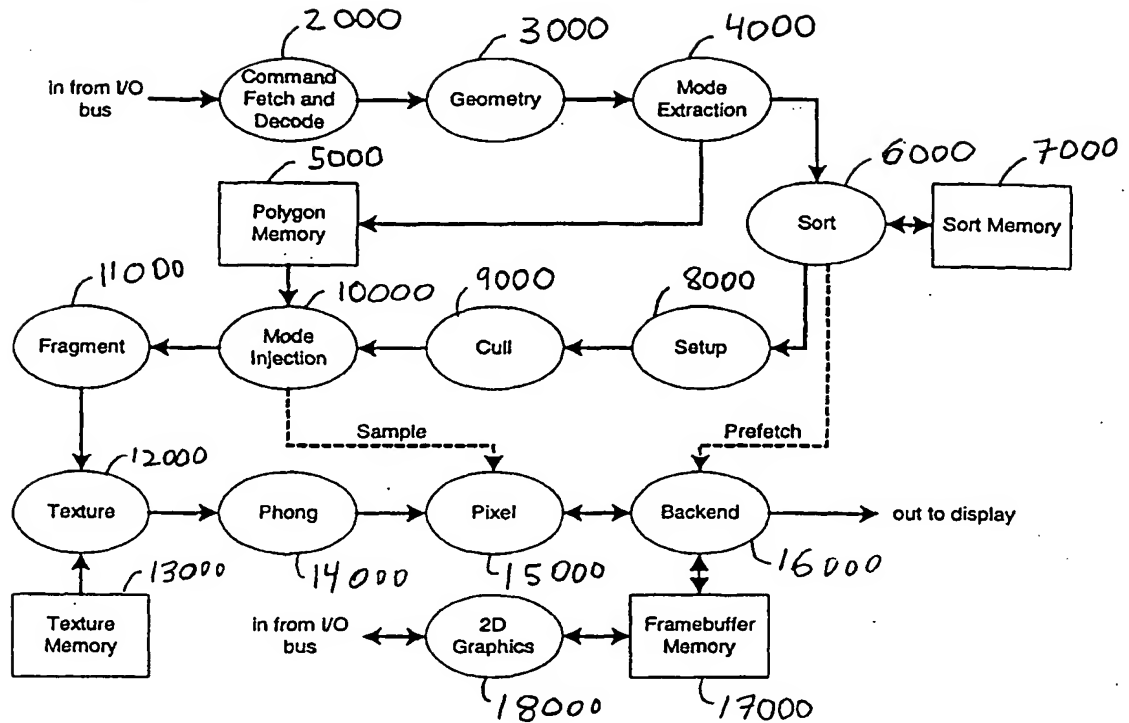 2000
3000
4000
in from I/O
bus
Command
Fetch and
Decode
Geometry
Mode
Extraction
5000
6000
7000
Polygon
Memory
Sort
Sort Memory
11000
10000
9000
8000
Fragment
Mode
Injection
Cull
Setup
Sample
Prefetch
12000
Texture
Phong
Pixel
Backend
out to display
13000
14000
15000
16000
Texture
Memory
in from I/O
bus
2D
Graphics
Framebuffer
Memory
18000
17000